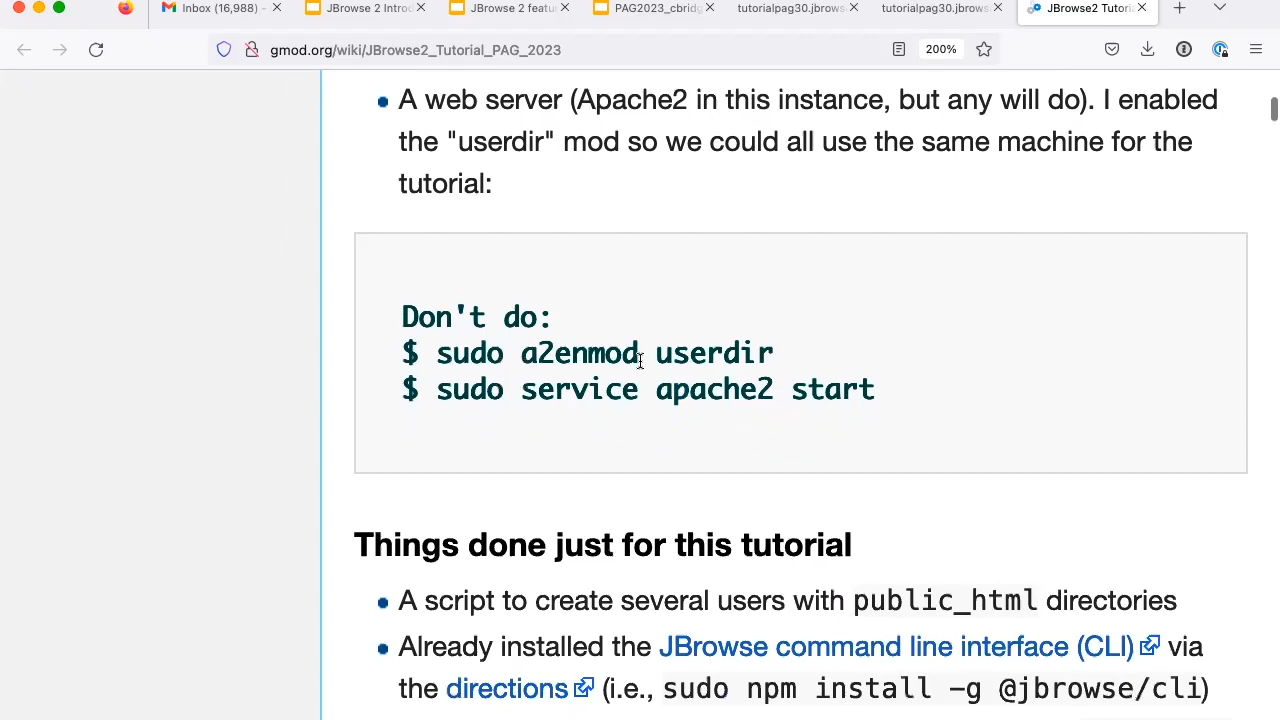 Inbox (16,988) -
JBrowse 2 Introd
JBrowse 2 featu
PAG2023_cbridg
tutorialpag30.jbrows
tutorialpag30.jbrows
JBrowse2 Tutoria
gmod.org/wiki/JBrowse2_Tutorial_PAG_2023
200%
A web server (Apache2 in this instance, but any will do). I enabled
the "userdir" mod so we could all use the same machine for the
tutorial:
Don't do:
$ sudo a2enmod userdir
$ sudo service apache2 start
Things done just for this tutorial
A script to create several users with public_html directories
Already installed the JBrowse command line interface (CLI) via
the directions (i.e., sudo npm install -g @jbrowse/cli)